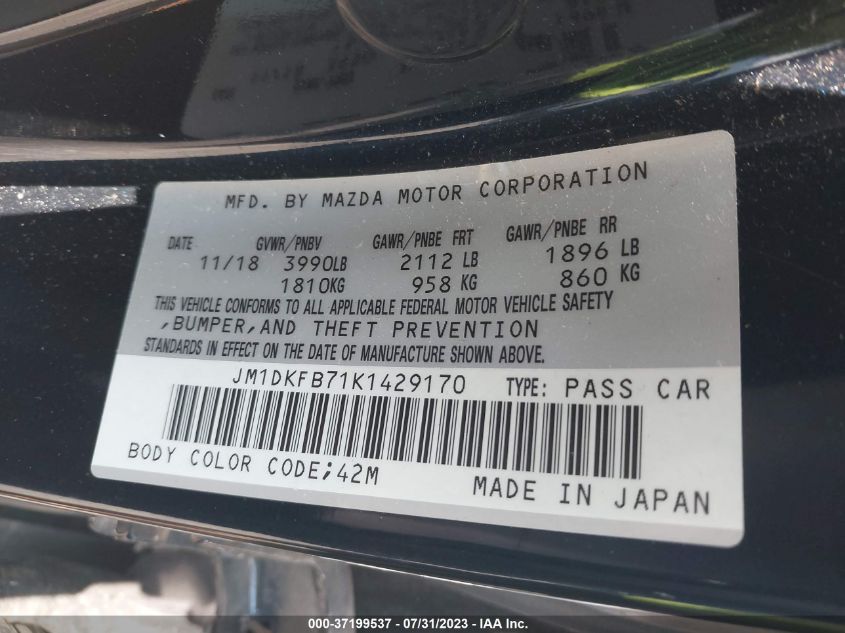 MFD. BY MAZDA MOTOR CORPORATION
DATE GVWR/PNBV GAWR/PNBE FRT GAWR/PNBE RR
11/18 3990LB 2112 LB 1896 LB
1810KG 958 KG 860 KG
THIS VEHICLE CONFORMS TO ALL APPLICABLE FEDERAL MOTOR VEHICLE SAFETY
,BUMPER,AND THEFT PREVENTION
STANDARDS IN EFFECT ON THE DATE OF MANUFACTURE SHOWN ABOVE.
JM1DKFB71K1429170 TYPE: PASS CAR
BODY COLOR CODE;42M
MADE IN JAPAN
000-37199537 - 07/31/2023 - IAA Inc.